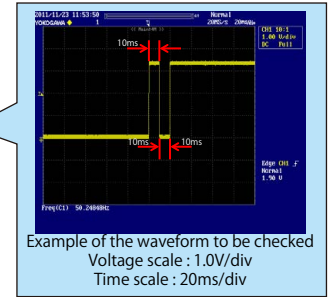 2011/11/23 11:53:50
Normal
YOKOGAWA ◆ 1
20MS/s 20ms/div
CH1 10:1
1.00 V/div
DC Full
10ms
10ms 10ms
Edge CH1
Normal
1.90 V
Freq(C1) 50.24868Hz
Example of the waveform to be checked
Voltage scale : 1.0V/div
Time scale : 20ms/div